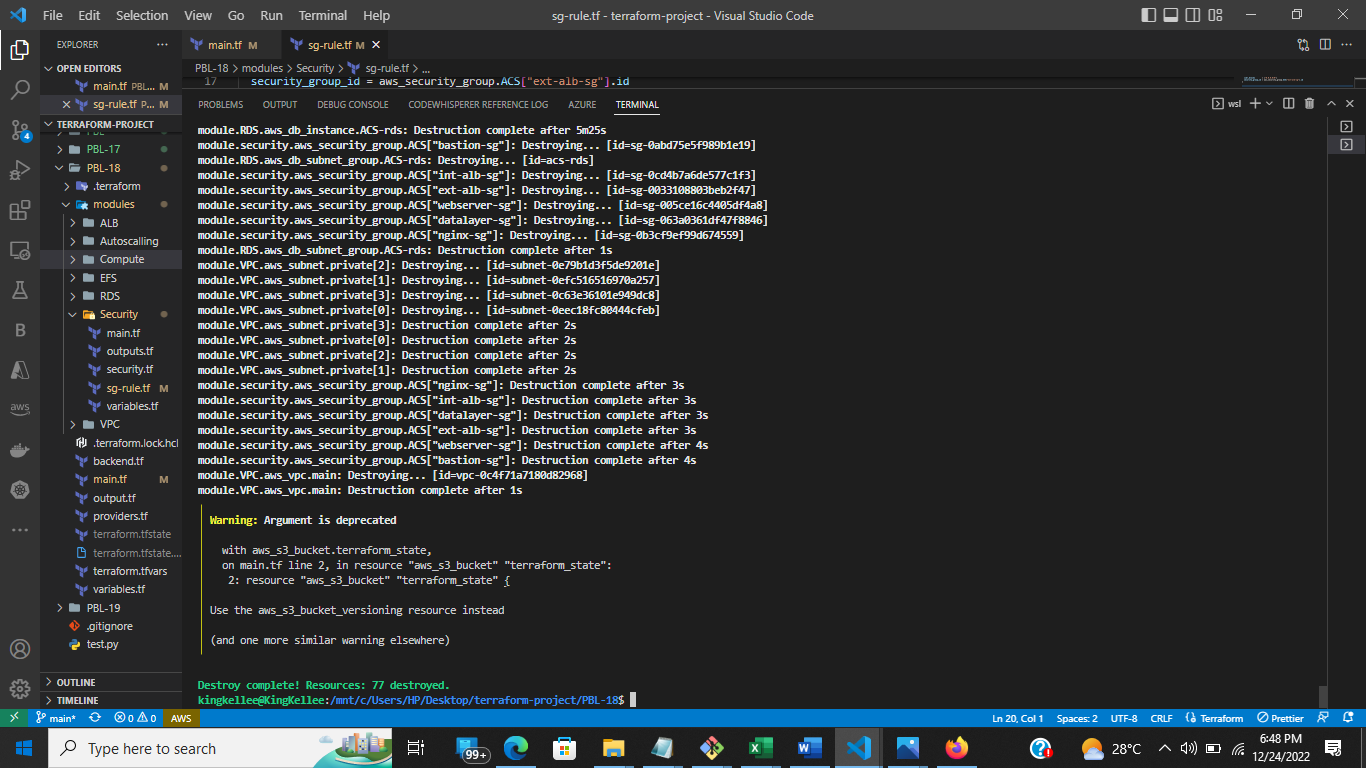 File Edit Selection View Go Run Terminal Help sg-rule.tf - terraform-project - Visual Studio Code
EXPLORER
OPEN EDITORS
main.tf PBL... M
sg-rule.tf P... M
TERRAFORM-PROJECT
PBL-17
PBL-18
.terraform
modules
ALB
Autoscalling
Compute
EFS
RDS
Security
main.tf
outputs.tf
security.tf
sg-rule.tf M
variables.tf
VPC
.terraform.lock.hcl
backend.tf
main.tf M
output.tf
providers.tf
terraform.tfstate
terraform.tfstate....
terraform.tfvars
variables.tf
PBL-19
.gitignore
test.py
OUTLINE
TIMELINE
4
B
aws
main.tf M sg-rule.tf M
PBL-18 > modules > Security > sg-rule.tf > ...
17 security_group_id = aws_security_group.ACS["ext-alb-sg"].id
PROBLEMS OUTPUT DEBUG CONSOLE CODEWHISPERER REFERENCE LOG AZURE TERMINAL wsl
module.RDS.aws_db_instance.ACS-rds: Destruction complete after 5m25s
module.security.aws_security_group.ACS["bastion-sg"]: Destroying... [id=sg-0abd75e5f989b1e19]
module.RDS.aws_db_subnet_group.ACS-rds: Destroying... [id=acs-rds]
module.security.aws_security_group.ACS["int-alb-sg"]: Destroying... [id=sg-0cd4b7a6de577c1f3]
module.security.aws_security_group.ACS["ext-alb-sg"]: Destroying... [id=sg-0033108803beb2f47]
module.security.aws_security_group.ACS["webserver-sg"]: Destroying... [id=sg-005ce16c4405df4a8]
module.security.aws_security_group.ACS["datalayer-sg"]: Destroying... [id=sg-063a0361df47f8846]
module.security.aws_security_group.ACS["nginx-sg"]: Destroying... [id=sg-0b3cf9ef99d674559]
module.RDS.aws_db_subnet_group.ACS-rds: Destruction complete after 1s
module.VPC.aws_subnet.private[2]: Destroying... [id=subnet-0e79b1d3f5de9201e]
module.VPC.aws_subnet.private[1]: Destroying... [id=subnet-0efc516516970a257]
module.VPC.aws_subnet.private[3]: Destroying... [id=subnet-0c63e36101e949dc8]
module.VPC.aws_subnet.private[0]: Destroying... [id=subnet-0eec18fc80444cfeb]
module.VPC.aws_subnet.private[3]: Destruction complete after 2s
module.VPC.aws_subnet.private[0]: Destruction complete after 2s
module.VPC.aws_subnet.private[2]: Destruction complete after 2s
module.VPC.aws_subnet.private[1]: Destruction complete after 2s
module.security.aws_security_group.ACS["nginx-sg"]: Destruction complete after 3s
module.security.aws_security_group.ACS["int-alb-sg"]: Destruction complete after 3s
module.security.aws_security_group.ACS["datalayer-sg"]: Destruction complete after 3s
module.security.aws_security_group.ACS["ext-alb-sg"]: Destruction complete after 3s
module.security.aws_security_group.ACS["webserver-sg"]: Destruction complete after 4s
module.security.aws_security_group.ACS["bastion-sg"]: Destruction complete after 4s
module.VPC.aws_vpc.main: Destroying... [id=vpc-0c4f71a7180d82968]
module.VPC.aws_vpc.main: Destruction complete after 1s
Warning: Argument is deprecated
with aws_s3_bucket.terraform_state,
on main.tf line 2, in resource "aws_s3_bucket" "terraform_state":
2: resource "aws_s3_bucket" "terraform_state" {
Use the aws_s3_bucket_versioning resource instead
(and one more similar warning elsewhere)
Destroy complete! Resources: 77 destroyed.
kingkellee@KingKellee:/mnt/c/Users/HP/Desktop/terraform-project/PBL-18$
main* 0 0 AWS Ln 20, Col 1 Spaces: 2 UTF-8 CRLF Terraform Prettier
Type here to search 99+ 28°C 6:48 PM
12/24/2022